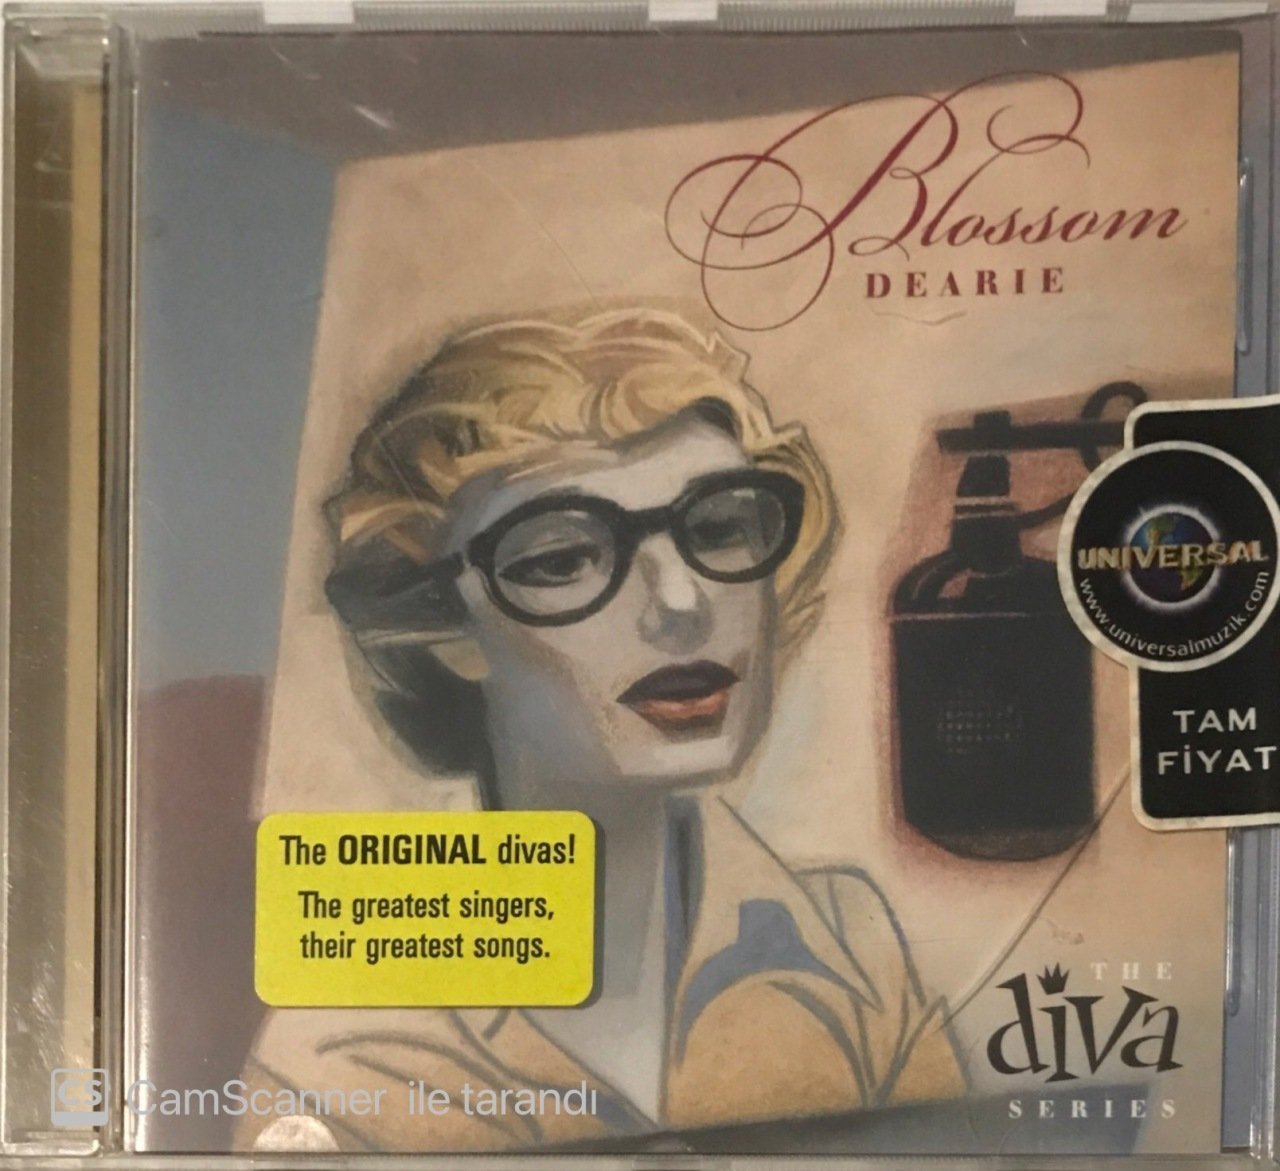 Blossom
DEARIE
UNIVERSAL
www.universalmuzik.com
TAM
FİYAT
The ORIGINAL divas!
The greatest singers,
their greatest songs.
THE
diva
SERIES
CS CamScanner ile tarandı